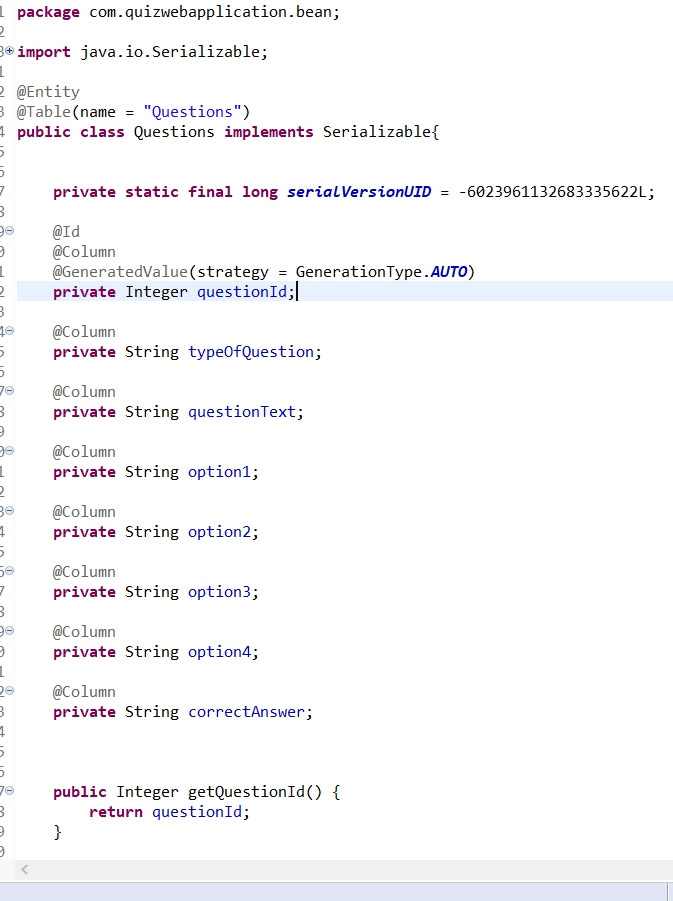 package com.quizwebapplication.bean;
import java.io.Serializable;
@Entity
@Table(name = "Questions")
public class Questions implements Serializable{
private static final long serialVersionUID = -6023961132683335622L;
@Id
@Column
@GeneratedValue(strategy = GenerationType.AUTO)
private Integer questionId;
@Column
private String typeOfQuestion;
@Column
private String questionText;
@Column
private String option1;
@Column
private String option2;
@Column
private String option3;
@Column
private String option4;
@Column
private String correctAnswer;
public Integer getQuestionId() {
return questionId;
}